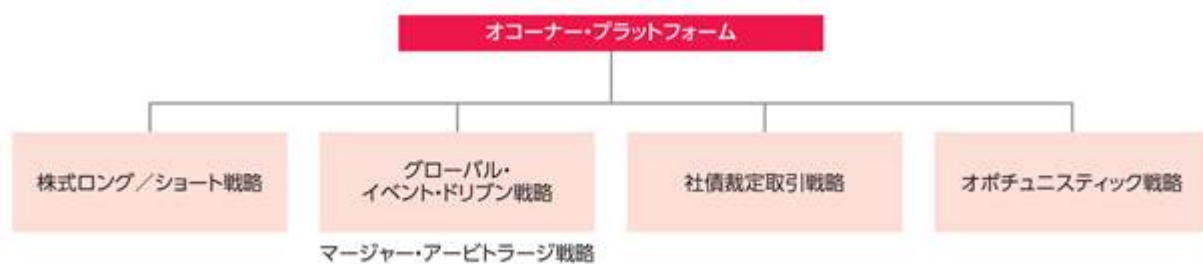 オコーナー・プラットフォーム
株式ロング／ショート戦略
グローバル・
イベント・ドリブン戦略
社債裁定取引戦略
オポチュニスティック戦略
マージャー・アービトラージ戦略